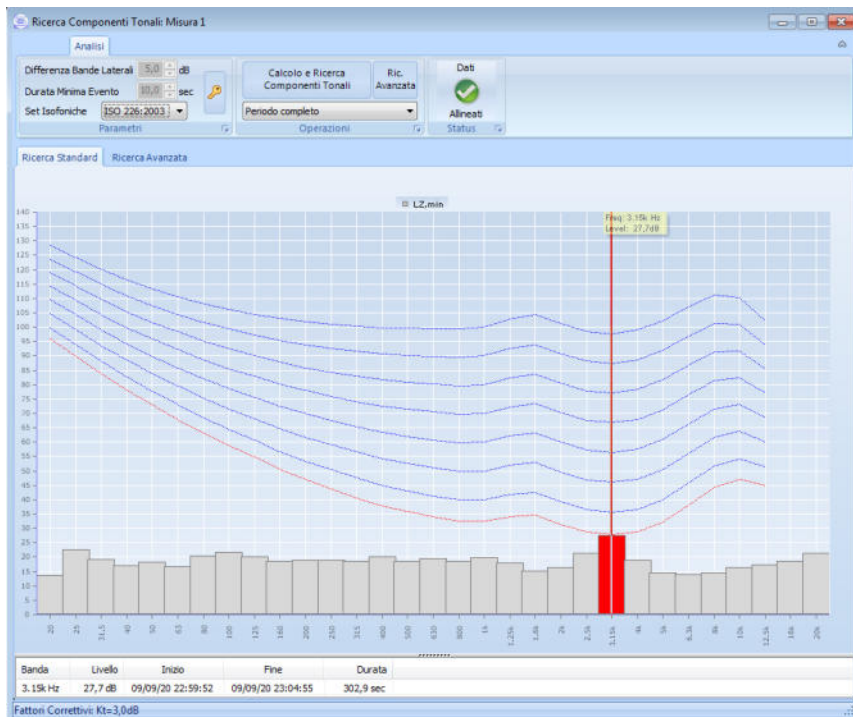 Ricerca Componenti Tonali: Misura 1
Analisi
Differenza Bande Laterali 5,0 dB
Durata Minima Evento 10,0 sec
Set Isofoniche ISO 226:2003
Parametri
Calcolo e Ricerca Componenti Tonali
Ric. Avanzata
Periodo completo
Operazioni
Dati
Allineati
Status
Ricerca Standard Ricerca Avanzata
LZ,min
Freq: 3.15k Hz
Level: 27,7dB
140
135
130
125
120
115
110
105
100
95
90
85
80
75
70
65
60
55
50
45
40
35
30
25
20
15
10
5
0
20 25 31,5 40 50 63 80 100 125 160 200 250 315 400 500 630 800 1k 1,25k 1,6k 2k 2,5k 3,15k 4k 5k 6,3k 8k 10k 12,5k 16k 20k
Banda Livello Inizio Fine Durata
3.15k Hz 27,7 dB 09/09/20 22:59:52 09/09/20 23:04:55 302,9 sec
Fattori Correttivi: Kt=3,0dB